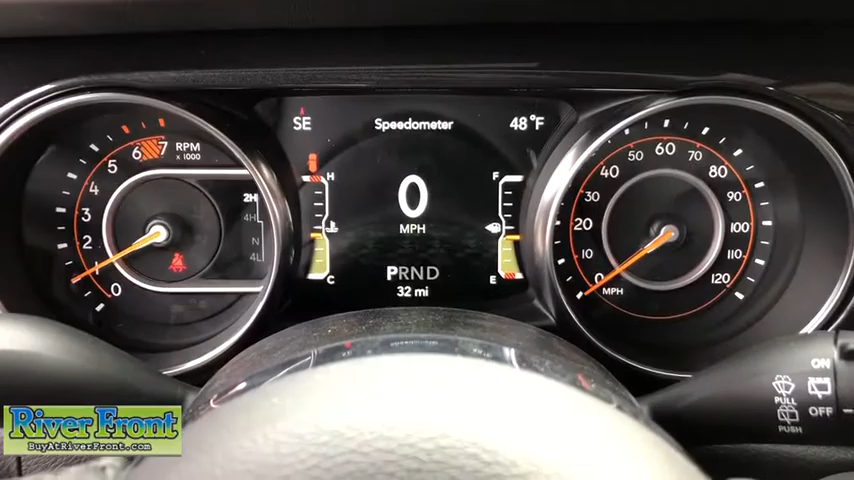 SE
Speedometer
48°F
RPM
x 1000
0
1
2
3
4
5
6
7
2H
4H
N
4L
H
C
0
MPH
F
E
PRND
32 mi
0
10
20
30
40
50
60
70
80
90
100
110
120
MPH
ON
PULL
OFF
PUSH
River Front
BuyAtRiverFront.com